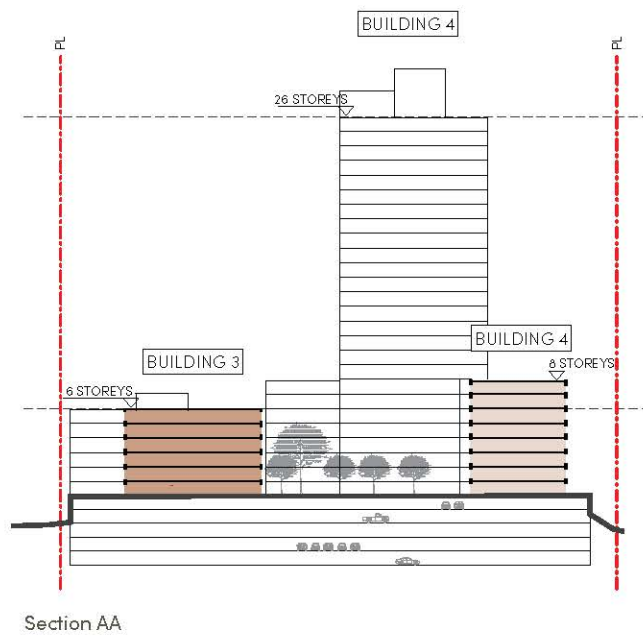 BUILDING 4
PL
PL
26 STOREYS
BUILDING 4
BUILDING 3
8 STOREYS
6 STOREYS
Section AA